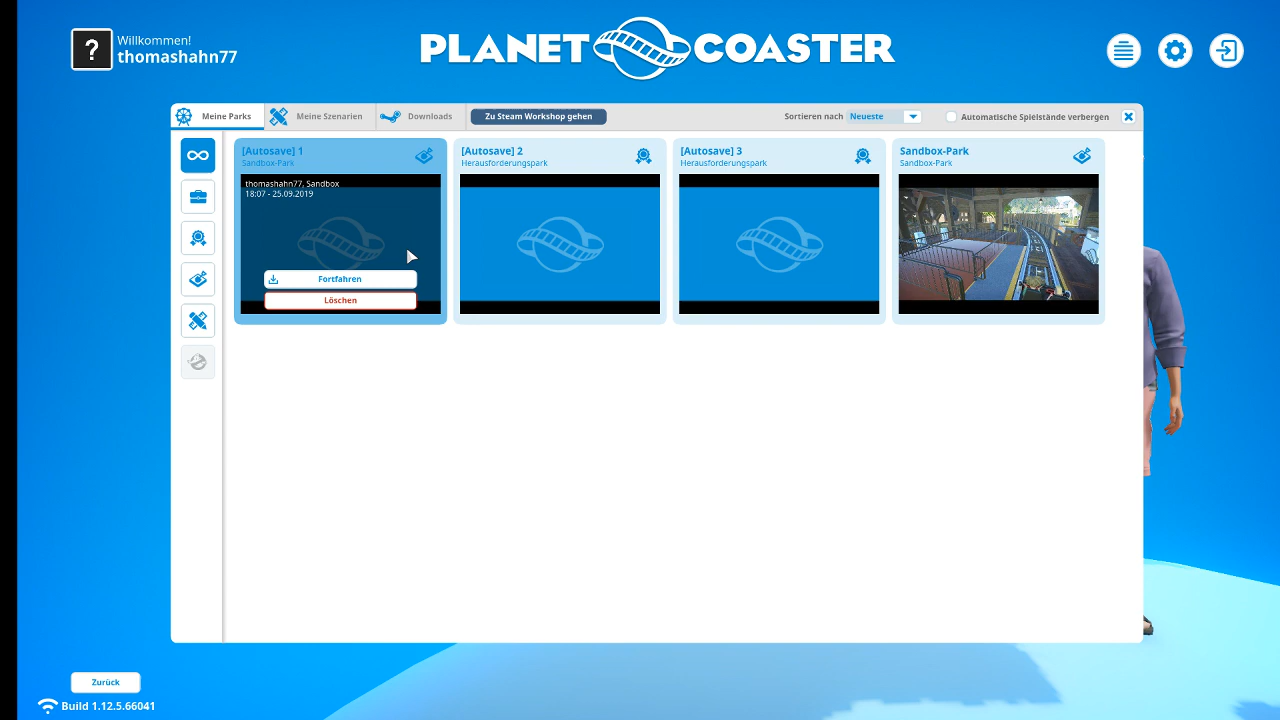 ?
Willkommen!
thomashahn77
PLANET COASTER
Meine Parks
Meine Szenarien
Downloads
Zu Steam Workshop gehen
Sortieren nach
Neueste
Automatische Spielstände verbergen
[Autosave] 1
Sandbox-Park
thomashahn77, Sandbox
18:07 - 25.09.2019
Fortfahren
Löschen
[Autosave] 2
Herausforderungspark
[Autosave] 3
Herausforderungspark
Sandbox-Park
Sandbox-Park
Zurück
Build 1.12.5.66041